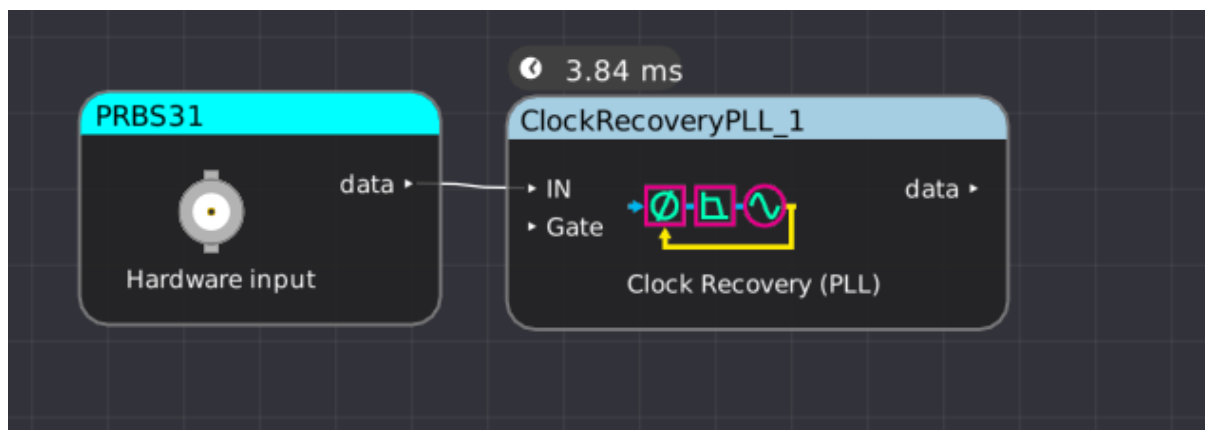 3.84 ms
PRBS31
data
Hardware input
ClockRecoveryPLL_1
IN
Gate
data
Clock Recovery (PLL)